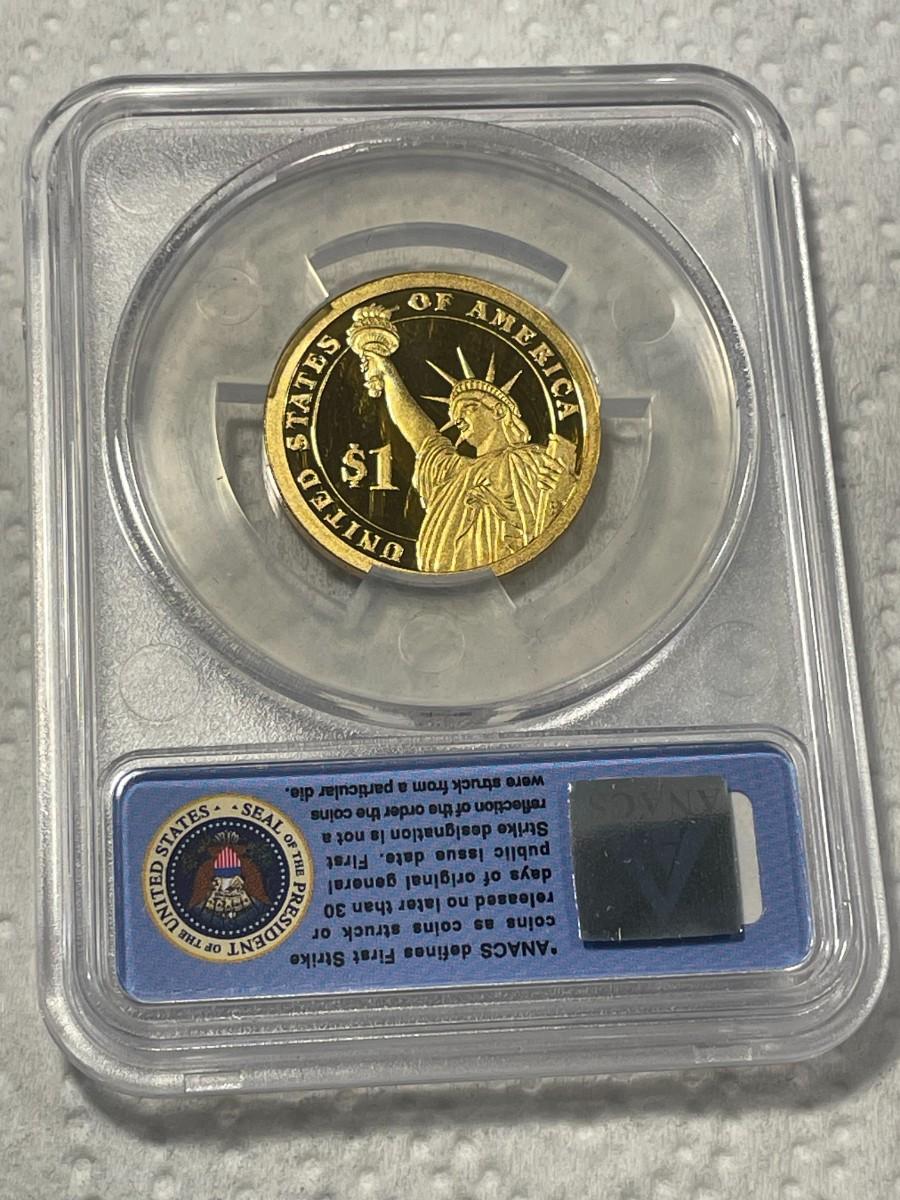 UNITED STATES OF AMERICA
$1
*ANACS defines First Strike
coins as coins struck or
released no later than 30
days of original general
public issue date. First
Strike designation is not a
reflection of the order the coins
were struck from a particular die.
SEAL OF THE PRESIDENT OF THE UNITED STATES
ANACS